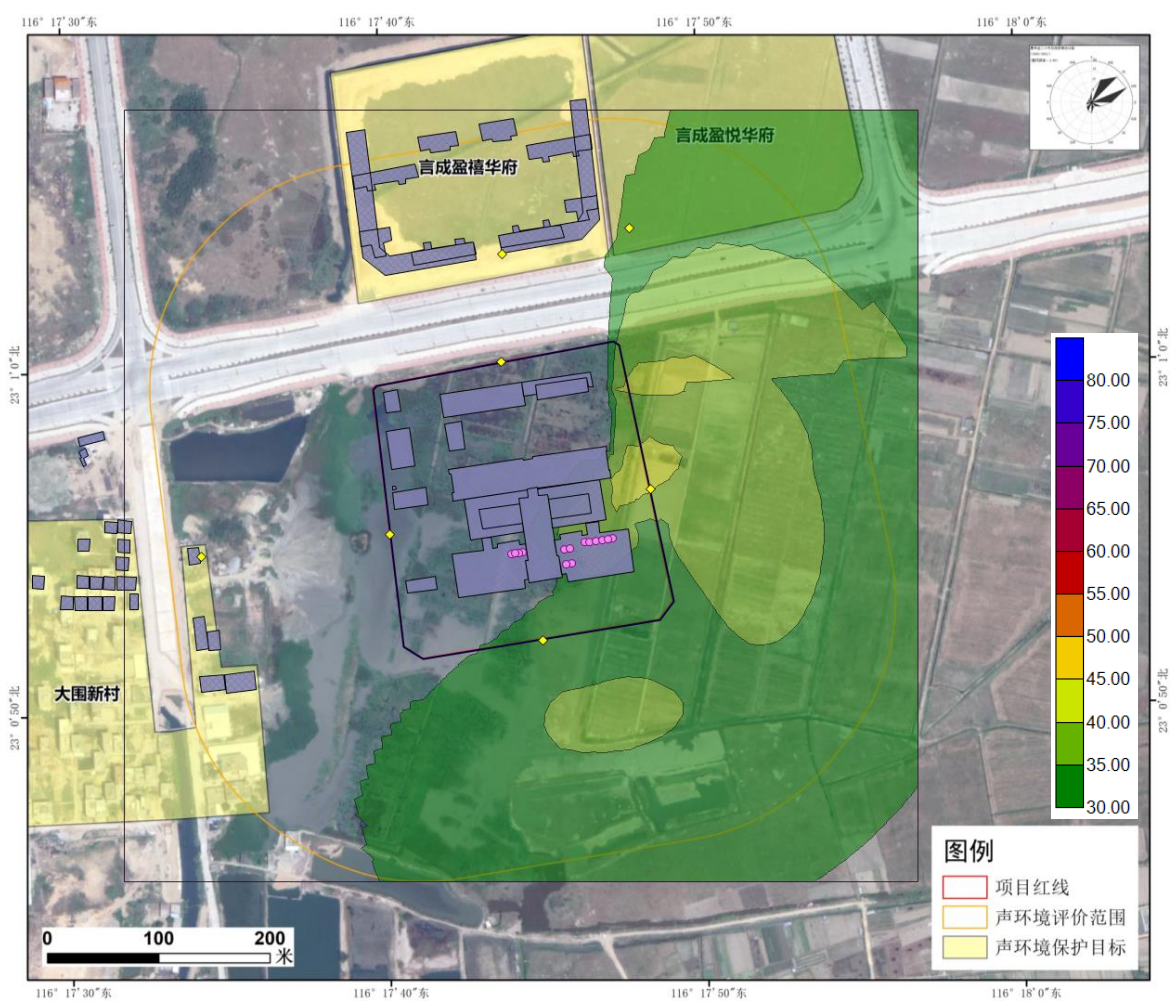 116° 17′30″东
116° 17′40″东
116° 17′50″东
116° 18′0″东
言成盈悦华府
言成盈禧华府
23° 1′0″北
23° 1′0″北
80.00
75.00
70.00
65.00
60.00
55.00
50.00
45.00
40.00
35.00
30.00
大围新村
23° 0′50″北
23° 0′50″北
图例
项目红线
声环境评价范围
声环境保护目标
0 100 200
米
116° 17′30″东
116° 17′40″东
116° 17′50″东
116° 18′0″东